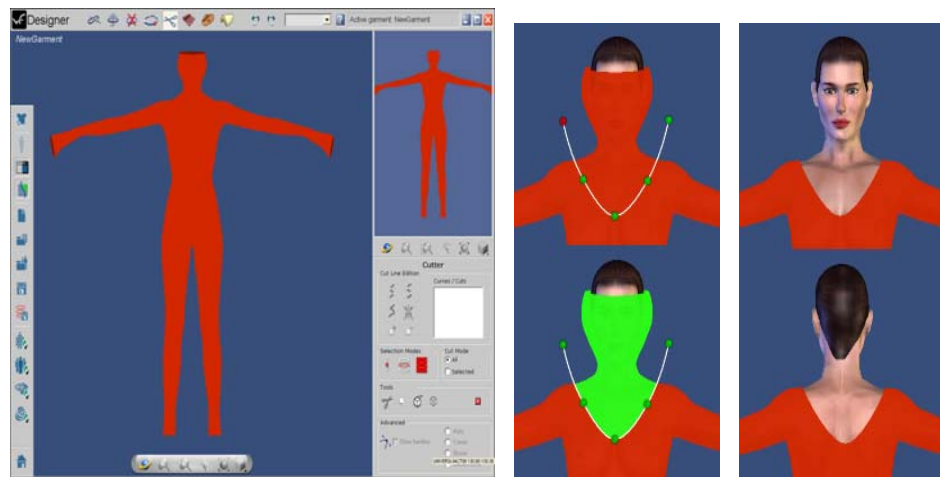 Designer
Active garment: NewGarment
NewGarment
Cutter
Cut Line Edition
Curves / Cuts
Selection Modes
Cut Mode
All
Selected
Tools
Advanced